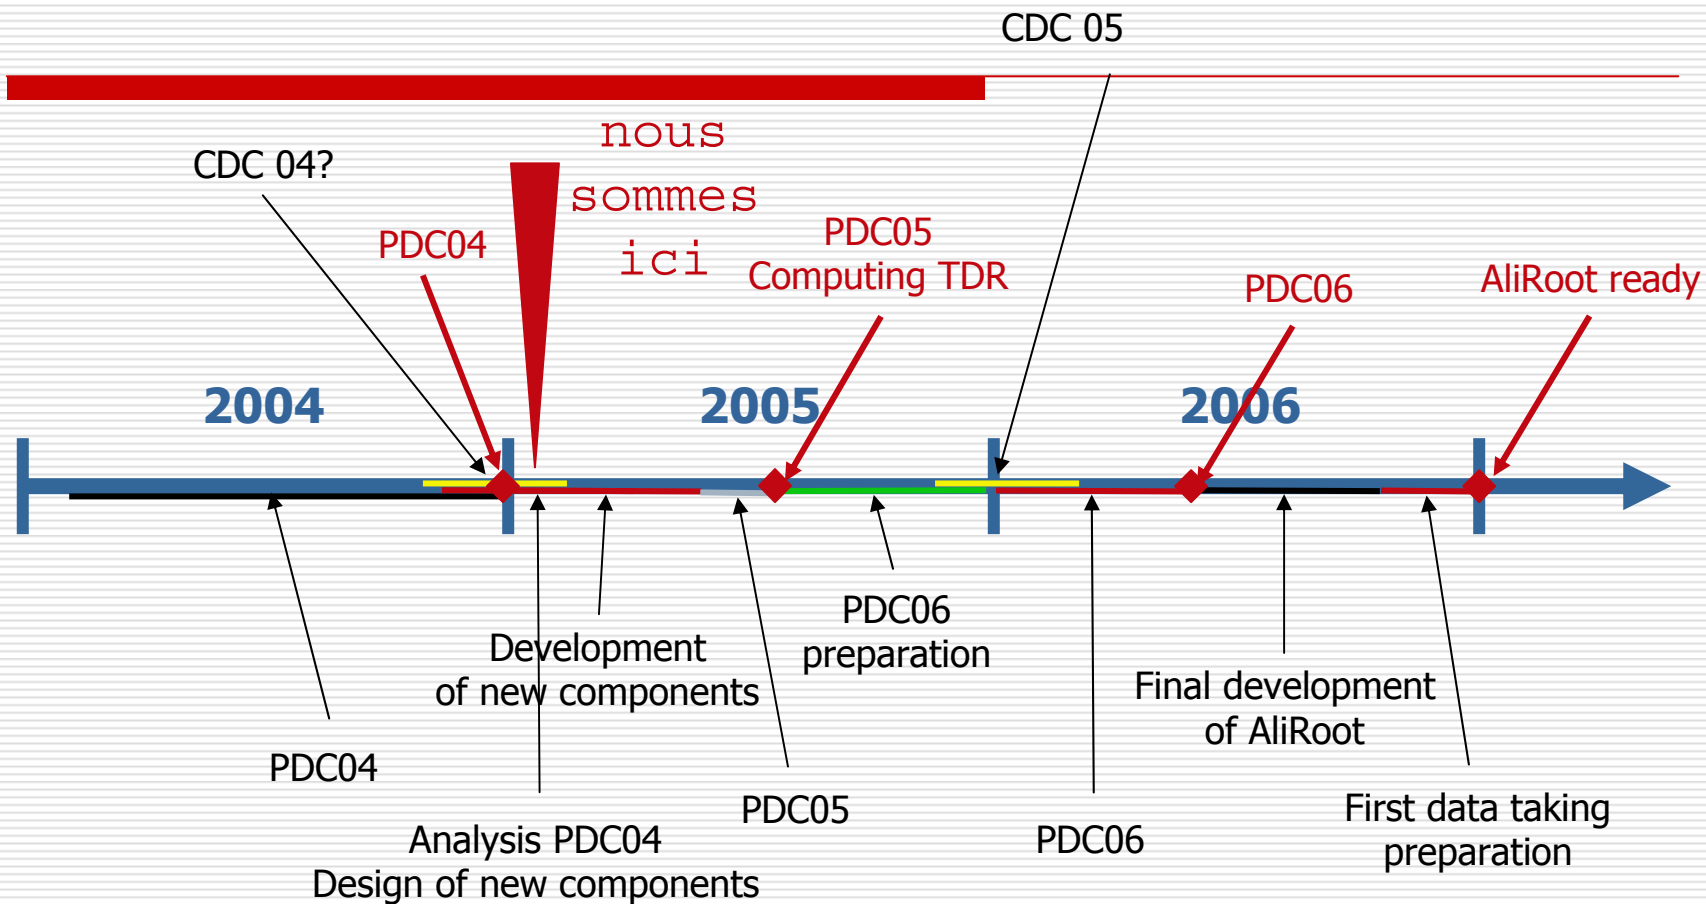 CDC 05
nous
sommes
ici
CDC 04?
PDC04
PDC05
Computing TDR
PDC06
AliRoot ready
2004
2005
2006
Development
of new components
PDC06
preparation
Final development
of AliRoot
PDC04
Analysis PDC04
Design of new components
PDC05
PDC06
First data taking
preparation